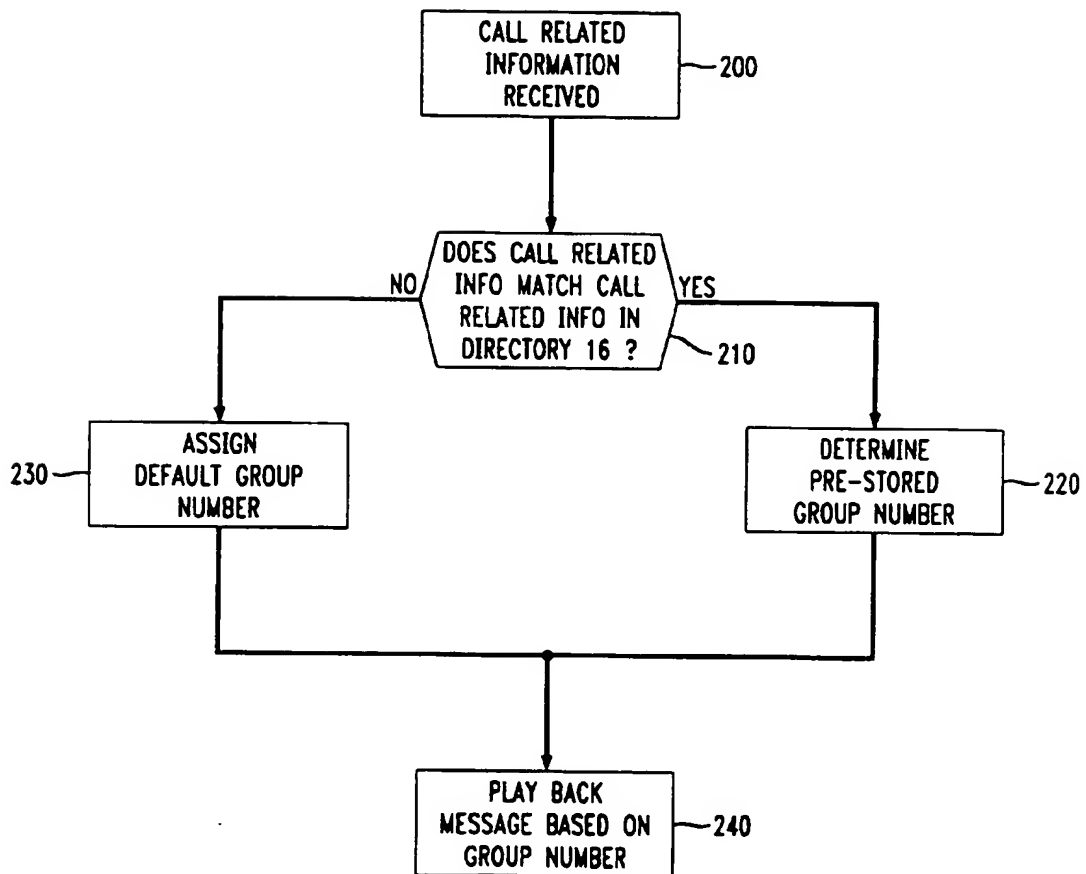 CALL RELATED
INFORMATION
RECEIVED
200
DOES CALL RELATED
INFO MATCH CALL
RELATED INFO IN
DIRECTORY 16 ?
NO
YES
210
ASSIGN
DEFAULT GROUP
NUMBER
230
DETERMINE
PRE-STORED
GROUP NUMBER
220
PLAY BACK
MESSAGE BASED ON
GROUP NUMBER
240